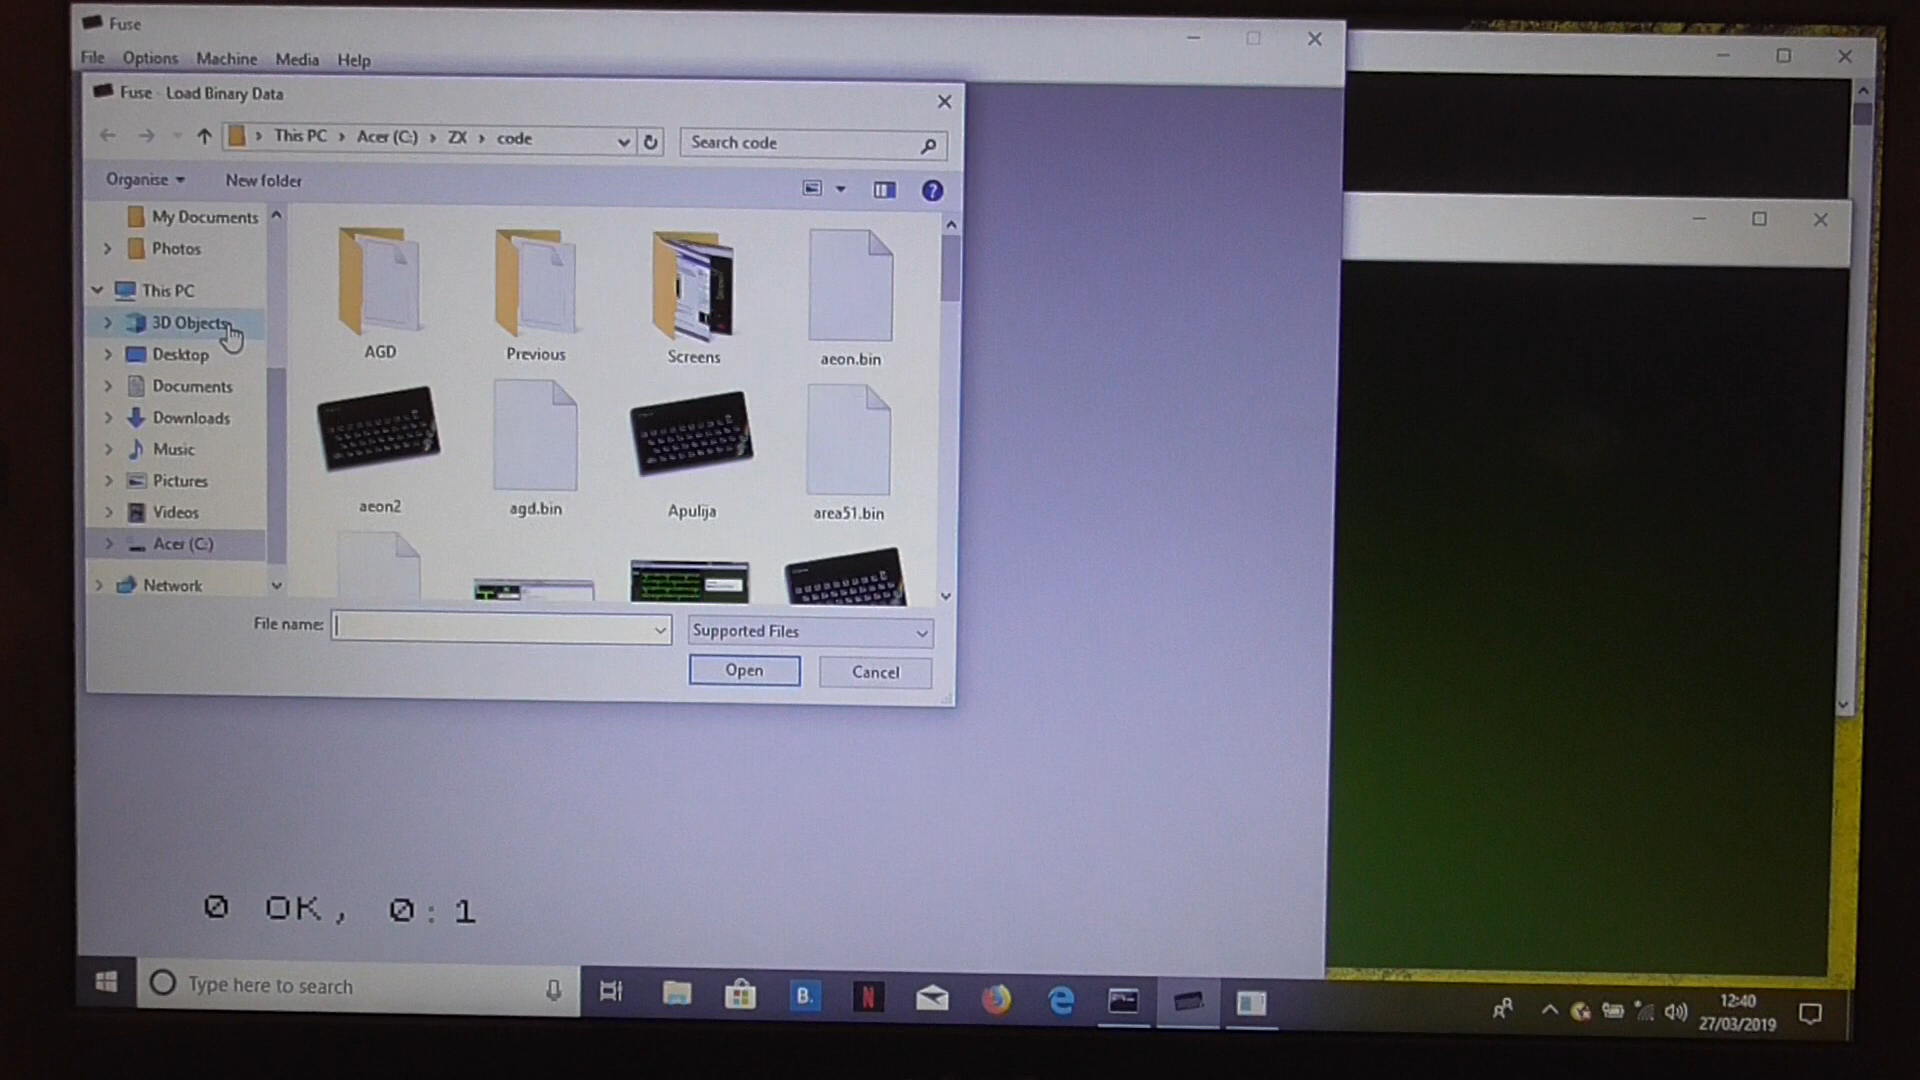 Fuse
File Options Machine Media Help
Fuse - Load Binary Data
This PC > Acer (C:) > ZX > code
Search code
Organise
New folder
My Documents
Photos
This PC
3D Objects
Desktop
Documents
Downloads
Music
Pictures
Videos
Acer (C:)
Network
AGD
Previous
Screens
aeon.bin
aeon2
agd.bin
Apulija
area51.bin
File name:
Supported Files
Open
Cancel
0 OK, 0:1
Type here to search
B.
N
12:40
27/03/2019